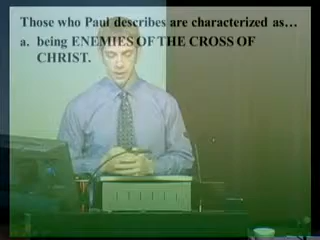 Those who Paul describes are characterized as…
a. being ENEMIES OF THE CROSS OF
CHRIST.